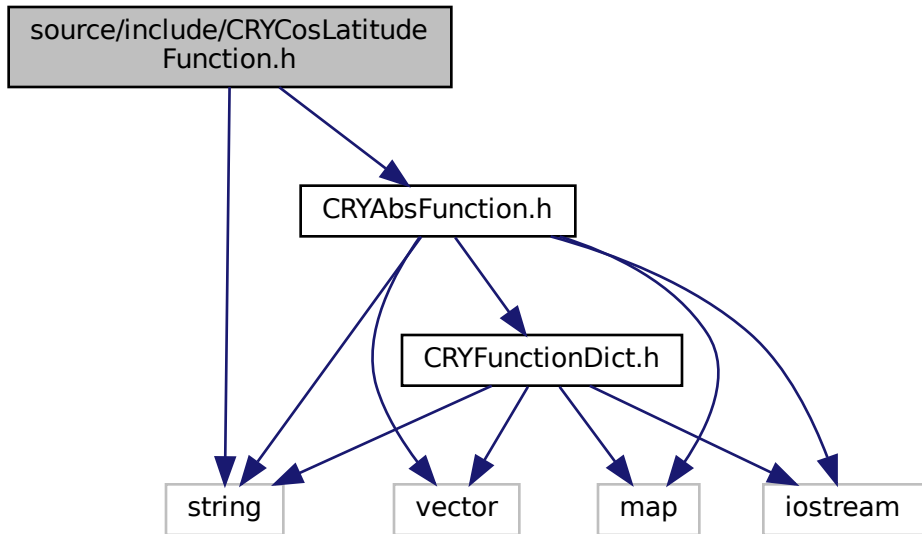 source/include/CRYCosLatitude
Function.h
CRYAbsFunction.h
CRYFunctionDict.h
string
vector
map
iostream